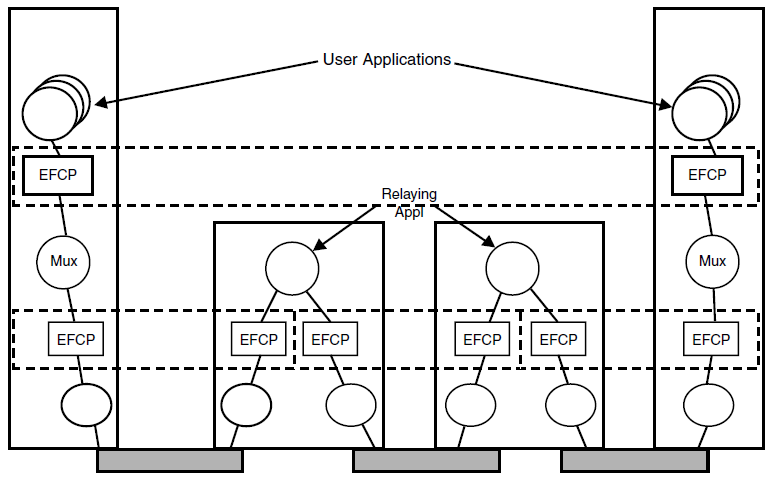 User Applications
EFCP
EFCP
Relaying
Appl
Mux
Mux
EFCP
EFCP
EFCP
EFCP
EFCP
EFCP